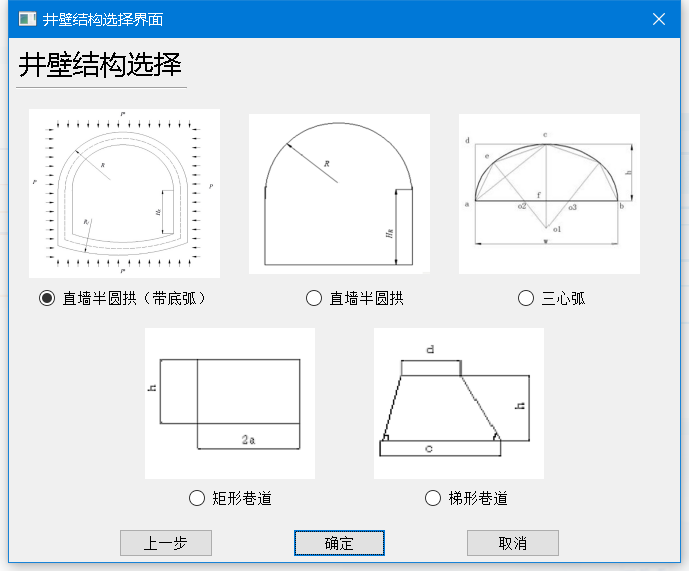 井壁结构选择界面
井壁结构选择
P
R
P
P
R₁
P
R
d
c
e
h
a
f
b
o2
o3
o1
w
直墙半圆拱（带底弧）
直墙半圆拱
三心弧
h
2a
d
h
c
矩形巷道
梯形巷道
上一步
确定
取消